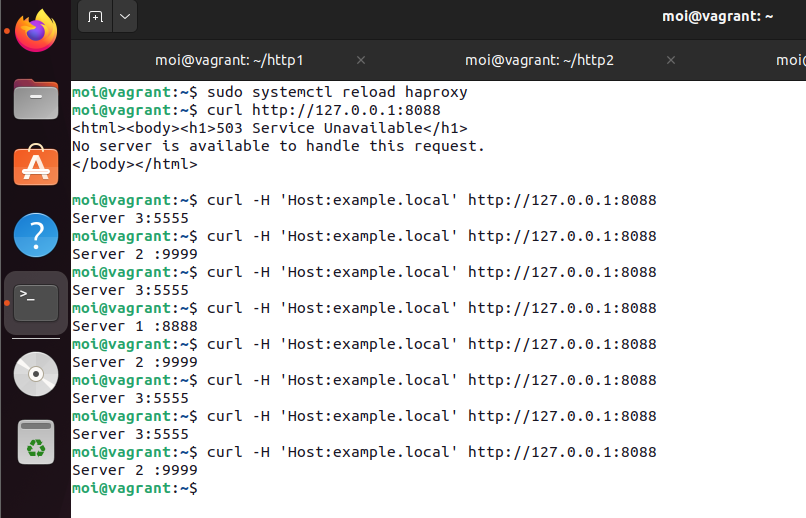 moi@vagrant: ~
moi@vagrant: ~/http1 ×
moi@vagrant: ~/http2 ×
moi@
moi@vagrant:~$ sudo systemctl reload haproxy
moi@vagrant:~$ curl http://127.0.0.1:8088
<html><body><h1>503 Service Unavailable</h1>
No server is available to handle this request.
</body></html>
moi@vagrant:~$ curl -H 'Host:example.local' http://127.0.0.1:8088
Server 3:5555
moi@vagrant:~$ curl -H 'Host:example.local' http://127.0.0.1:8088
Server 2 :9999
moi@vagrant:~$ curl -H 'Host:example.local' http://127.0.0.1:8088
Server 3:5555
moi@vagrant:~$ curl -H 'Host:example.local' http://127.0.0.1:8088
Server 1 :8888
moi@vagrant:~$ curl -H 'Host:example.local' http://127.0.0.1:8088
Server 2 :9999
moi@vagrant:~$ curl -H 'Host:example.local' http://127.0.0.1:8088
Server 3:5555
moi@vagrant:~$ curl -H 'Host:example.local' http://127.0.0.1:8088
Server 3:5555
moi@vagrant:~$ curl -H 'Host:example.local' http://127.0.0.1:8088
Server 2 :9999
moi@vagrant:~$